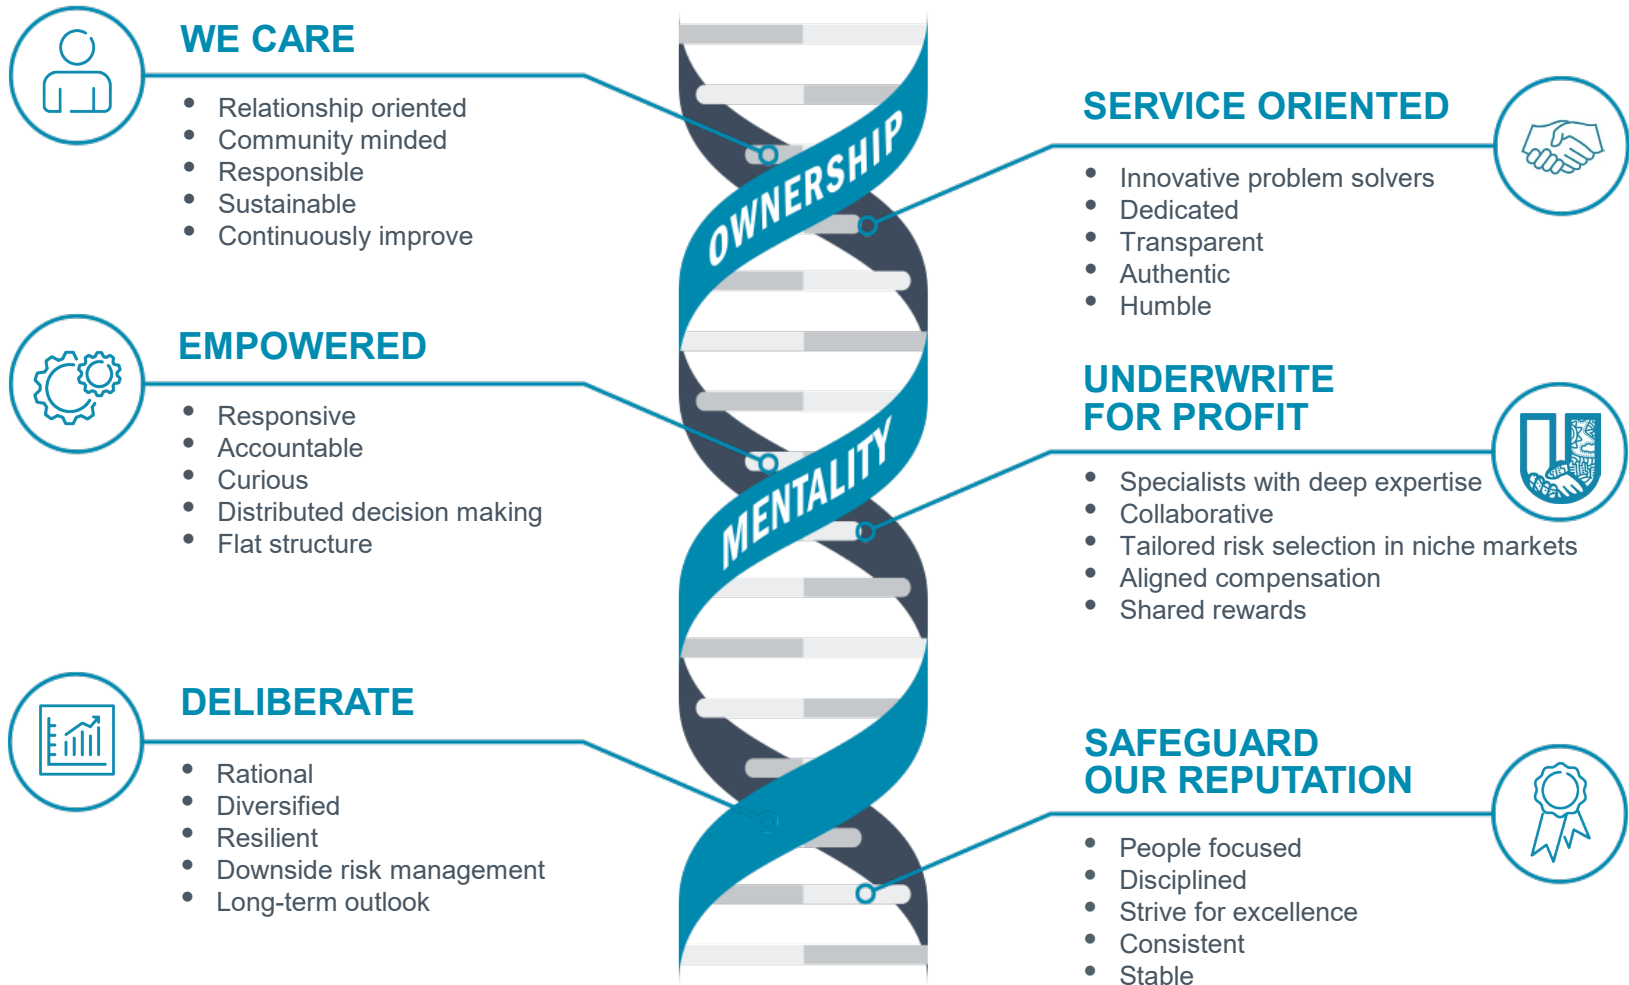 WE CARE
Relationship oriented
Community minded
Responsible
Sustainable
Continuously improve
EMPOWERED
Responsive
Accountable
Curious
Distributed decision making
Flat structure
DELIBERATE
Rational
Diversified
Resilient
Downside risk management
Long-term outlook
OWNERSHIP
MENTALITY
SERVICE ORIENTED
Innovative problem solvers
Dedicated
Transparent
Authentic
Humble
UNDERWRITE
FOR PROFIT
Specialists with deep expertise
Collaborative
Tailored risk selection in niche markets
Aligned compensation
Shared rewards
SAFEGUARD
OUR REPUTATION
People focused
Disciplined
Strive for excellence
Consistent
Stable